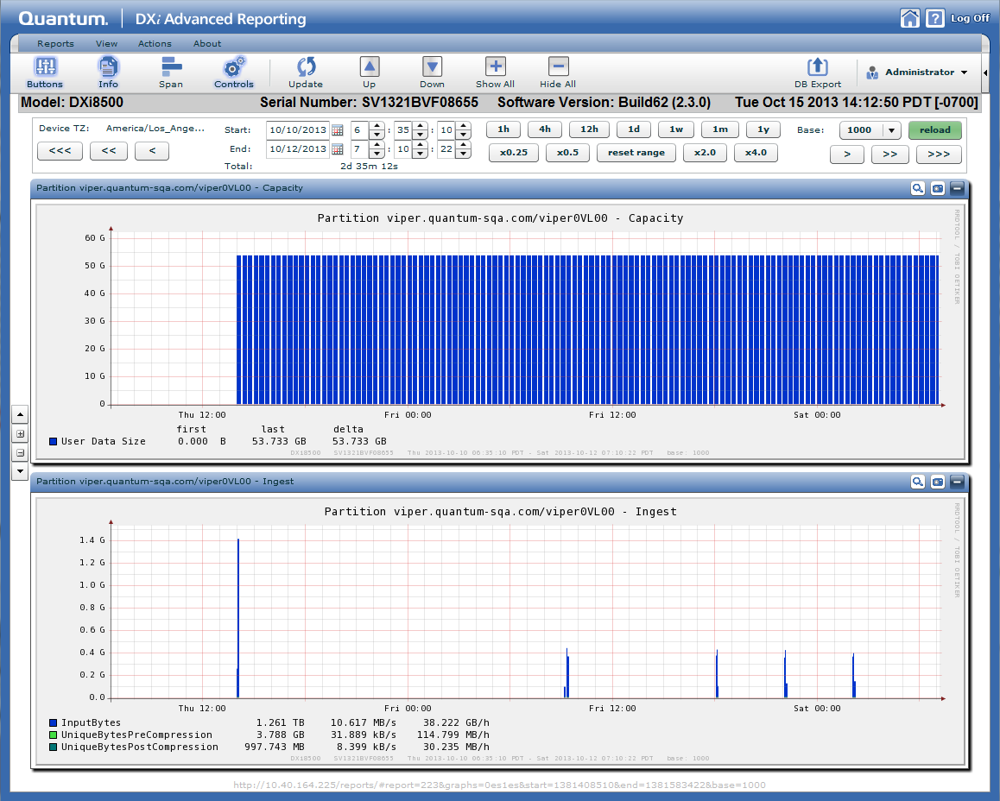 Quantum. DXi Advanced Reporting Log Off
Reports View Actions About
Buttons Info Span Controls Update Up Down Show All Hide All DB Export Administrator
Model: DXi8500 Serial Number: SV1321BVF08655 Software Version: Build62 (2.3.0) Tue Oct 15 2013 14:12:50 PDT [-0700]
Device TZ: America/Los_Ange... Start: 10/10/2013 6 : 35 : 10 1h 4h 12h 1d 1w 1m 1y Base: 1000 reload
<<< << < End: 10/12/2013 7 : 10 : 22 x0.25 x0.5 reset range x2.0 x4.0 > >> >>>
Total: 2d 35m 12s
Partition viper.quantum-sqa.com/viper0VL00 - Capacity
Partition viper.quantum-sqa.com/viper0VL00 - Capacity
RRDTOOL / TOBI OETIKER
60 G
50 G
40 G
30 G
20 G
10 G
0
Thu 12:00 Fri 00:00 Fri 12:00 Sat 00:00
first last delta
User Data Size 0.000 B 53.733 GB 53.733 GB
DXi8500 SV1321BVF08655 Thu 2013-10-10 06:35:10 PDT - Sat 2013-10-12 07:10:22 PDT base: 1000
Partition viper.quantum-sqa.com/viper0VL00 - Ingest
Partition viper.quantum-sqa.com/viper0VL00 - Ingest
RRDTOOL / TOBI OETIKER
1.4 G
1.2 G
1.0 G
0.8 G
0.6 G
0.4 G
0.2 G
0.0
Thu 12:00 Fri 00:00 Fri 12:00 Sat 00:00
InputBytes 1.261 TB 10.617 MB/s 38.222 GB/h
UniqueBytesPreCompression 3.788 GB 31.889 kB/s 114.799 MB/h
UniqueBytesPostCompression 997.743 MB 8.399 kB/s 30.235 MB/h
DXi8500 SV1321BVF08655 Thu 2013-10-10 06:35:10 PDT - Sat 2013-10-12 07:10:22 PDT base: 1000
http://10.40.164.225/reports/#report=223&graphs=0es1es&start=1381408510&end=1381583422&base=1000